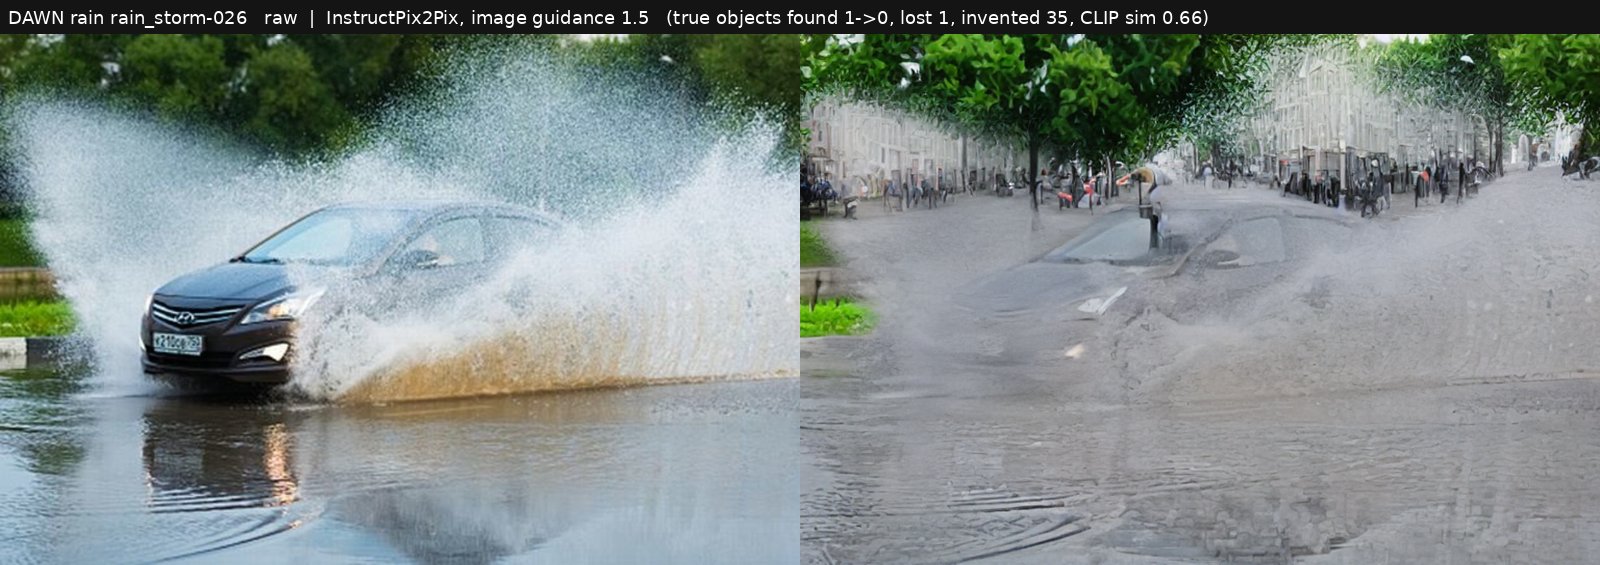 DAWN rain rain_storm-026   raw  |  InstructPix2Pix, image guidance 1.5   (true objects found 1->0, lost 1, invented 35, CLIP sim 0.66)